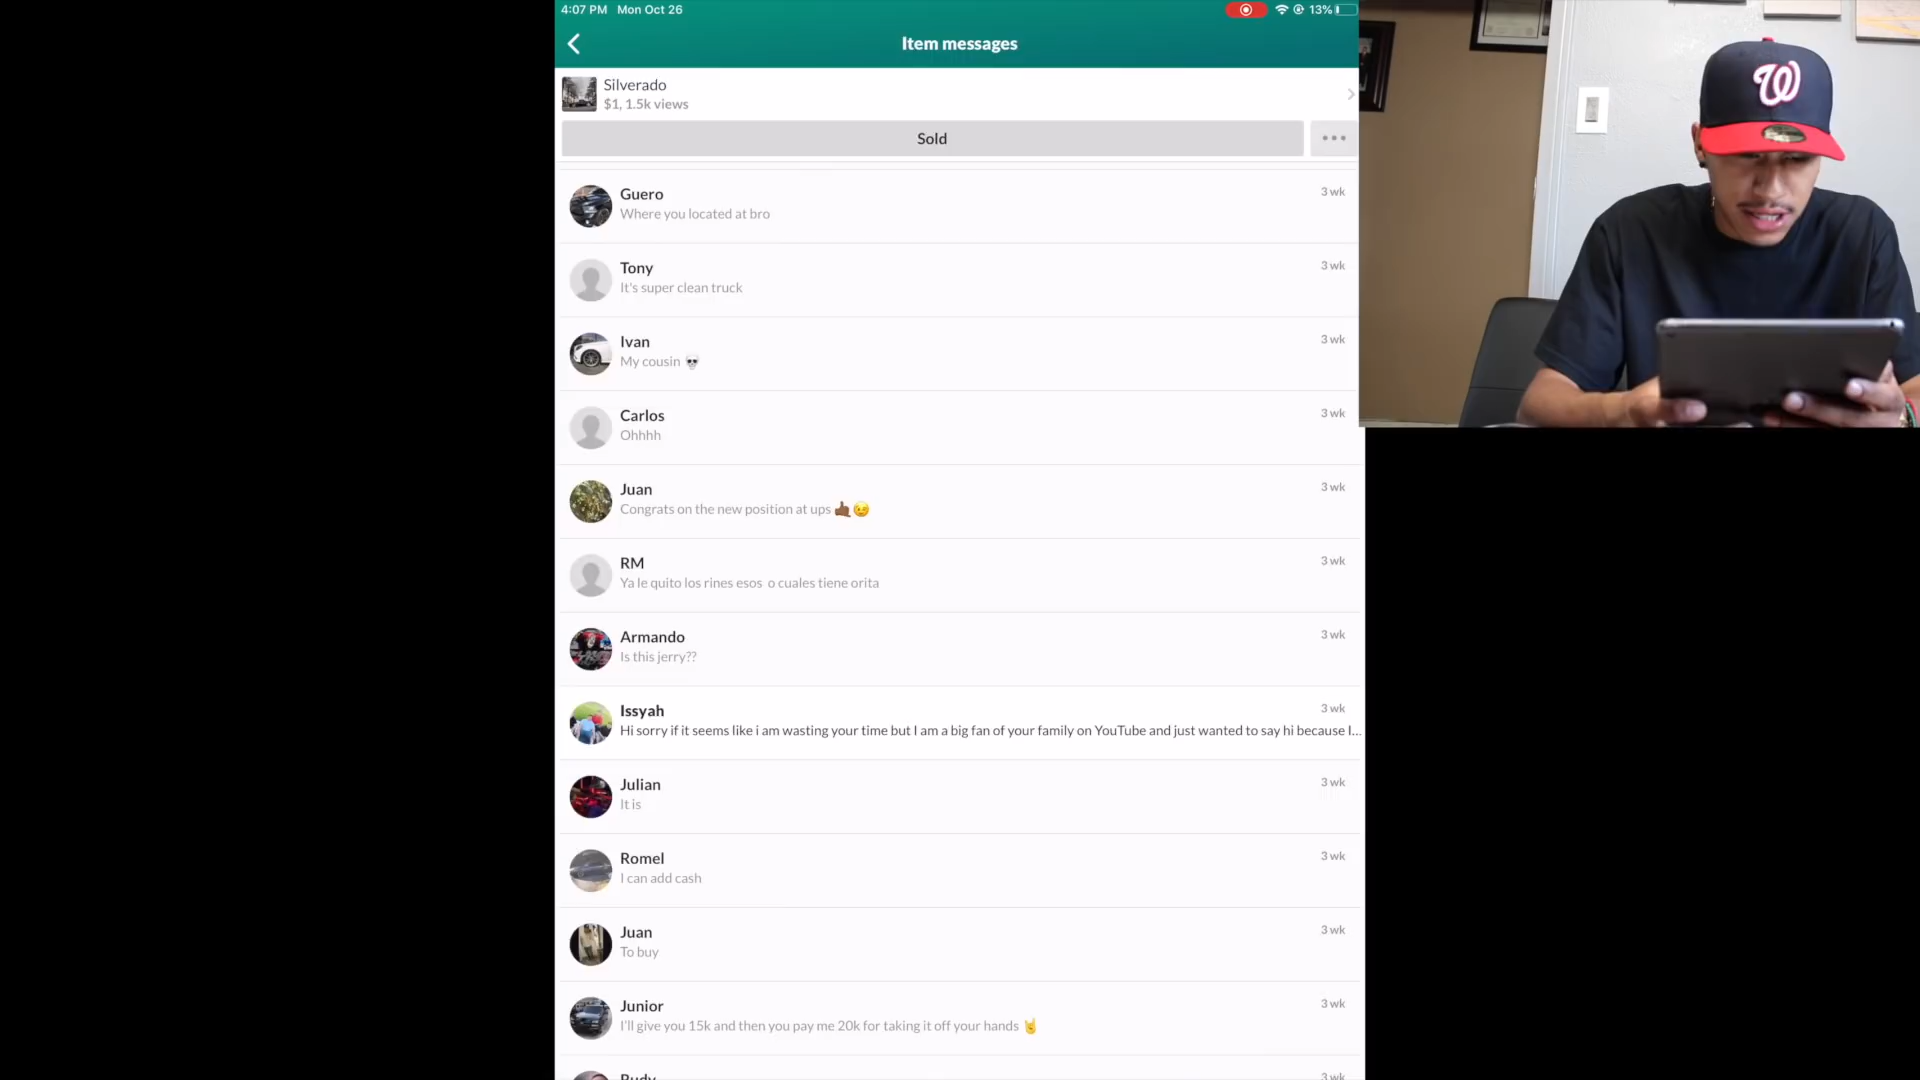 4:07 PM Mon Oct 26
13%
Item messages
Silverado
$1, 1.5k views
Sold
Guero
3 wk
Where you located at bro
Tony
3 wk
It's super clean truck
Ivan
3 wk
My cousin 💀
Carlos
3 wk
Ohhhh
Juan
3 wk
Congrats on the new position at ups 🤙🏾😉
RM
3 wk
Ya le quito los rines esos o cuales tiene orita
Armando
3 wk
Is this jerry??
Issyah
3 wk
Hi sorry if it seems like i am wasting your time but I am a big fan of your family on YouTube and just wanted to say hi because I...
Julian
3 wk
It is
Romel
3 wk
I can add cash
Juan
3 wk
To buy
Junior
3 wk
I'll give you 15k and then you pay me 20k for taking it off your hands 🤘
Rudy
3 wk
W